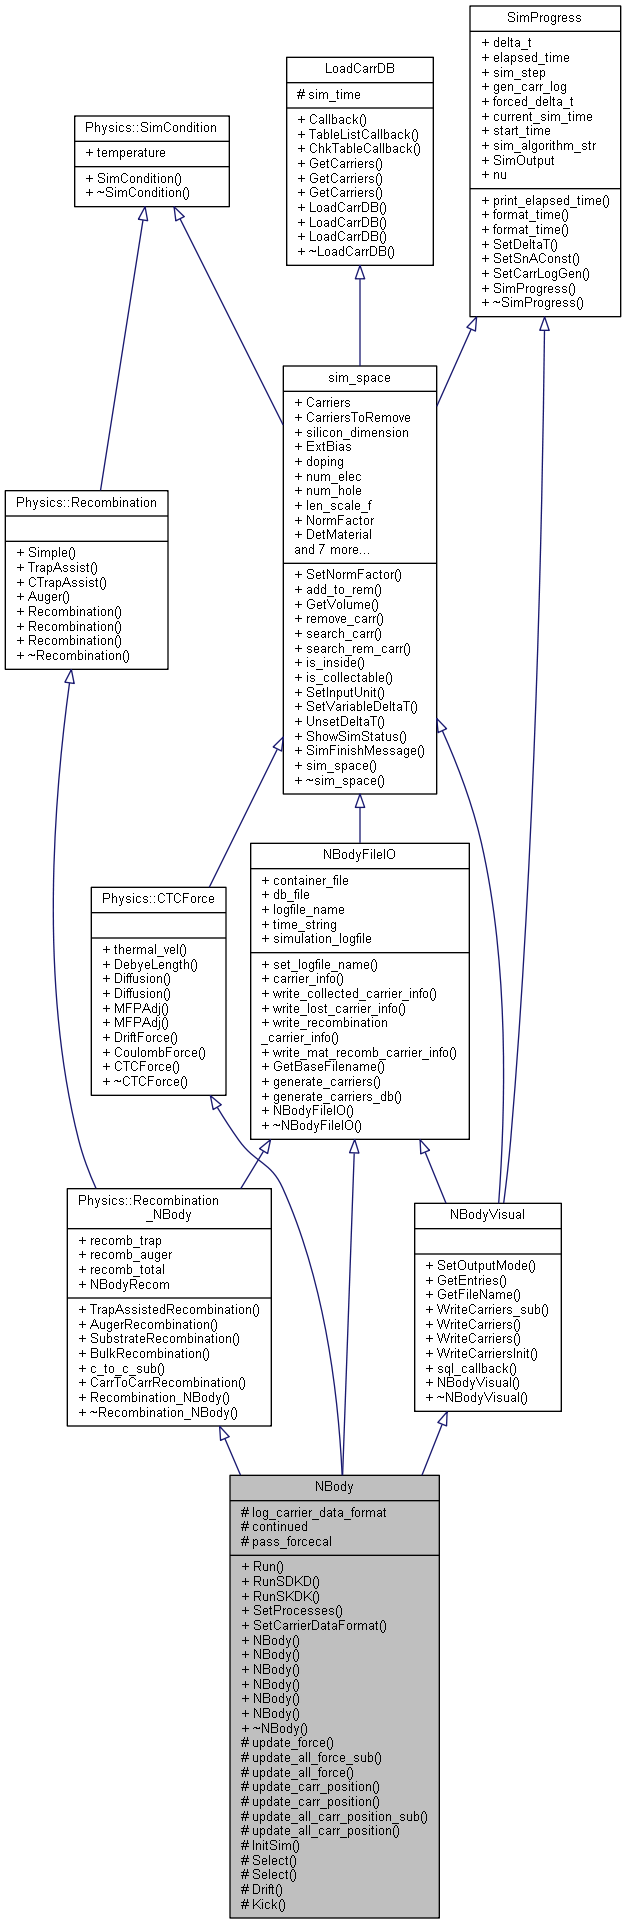 SimProgress
+ delta_t
+ elapsed_time
+ sim_step
+ gen_carr_log
+ forced_delta_t
+ current_sim_time
+ start_time
+ sim_algorithm_str
+ SimOutput
+ nu
+ print_elapsed_time()
+ format_time()
+ format_time()
+ SetDeltaT()
+ SetSnAConst()
+ SetCarrLogGen()
+ SimProgress()
+ ~SimProgress()
LoadCarrDB
# sim_time
+ Callback()
+ TableListCallback()
+ ChkTableCallback()
+ GetCarriers()
+ GetCarriers()
+ GetCarriers()
+ LoadCarrDB()
+ LoadCarrDB()
+ LoadCarrDB()
+ ~LoadCarrDB()
Physics::SimCondition
+ temperature
+ SimCondition()
+ ~SimCondition()
sim_space
+ Carriers
+ CarriersToRemove
+ silicon_dimension
+ ExtBias
+ doping
+ num_elec
+ num_hole
+ len_scale_f
+ NormFactor
+ DetMaterial
and 7 more...
+ SetNormFactor()
+ add_to_rem()
+ GetVolume()
+ remove_carr()
+ search_carr()
+ search_rem_carr()
+ is_inside()
+ is_collectable()
+ SetInputUnit()
+ SetVariableDeltaT()
+ UnsetDeltaT()
+ ShowSimStatus()
+ SimFinishMessage()
+ sim_space()
+ ~sim_space()
Physics::Recombination
+ Simple()
+ TrapAssist()
+ CTrapAssist()
+ Auger()
+ Recombination()
+ Recombination()
+ Recombination()
+ ~Recombination()
NBodyFileIO
+ container_file
+ db_file
+ logfile_name
+ time_string
+ simulation_logfile
+ set_logfile_name()
+ carrier_info()
+ write_collected_carrier_info()
+ write_lost_carrier_info()
+ write_recombination
_carrier_info()
+ write_mat_recomb_carrier_info()
+ GetBaseFilename()
+ generate_carriers()
+ generate_carriers_db()
+ NBodyFileIO()
+ ~NBodyFileIO()
Physics::CTCForce
+ thermal_vel()
+ DebyeLength()
+ Diffusion()
+ Diffusion()
+ MFPAdj()
+ MFPAdj()
+ DriftForce()
+ CoulombForce()
+ CTCForce()
+ ~CTCForce()
Physics::Recombination
_NBody
+ recomb_trap
+ recomb_auger
+ recomb_total
+ NBodyRecom
+ TrapAssistedRecombination()
+ AugerRecombination()
+ SubstrateRecombination()
+ BulkRecombination()
+ c_to_c_sub()
+ CarrToCarrRecombination()
+ Recombination_NBody()
+ ~Recombination_NBody()
NBodyVisual
+ SetOutputMode()
+ GetEntries()
+ GetFileName()
+ WriteCarriers_sub()
+ WriteCarriers()
+ WriteCarriers()
+ WriteCarriersInit()
+ sql_callback()
+ NBodyVisual()
+ ~NBodyVisual()
NBody
# log_carrier_data_format
# continued
# pass_forcecal
+ Run()
+ RunSDKD()
+ RunSKDK()
+ SetProcesses()
+ SetCarrierDataFormat()
+ NBody()
+ NBody()
+ NBody()
+ NBody()
+ NBody()
+ NBody()
+ ~NBody()
# update_force()
# update_all_force_sub()
# update_all_force()
# update_carr_position()
# update_carr_position()
# update_all_carr_position_sub()
# update_all_carr_position()
# InitSim()
# Select()
# Select()
# Drift()
# Kick()